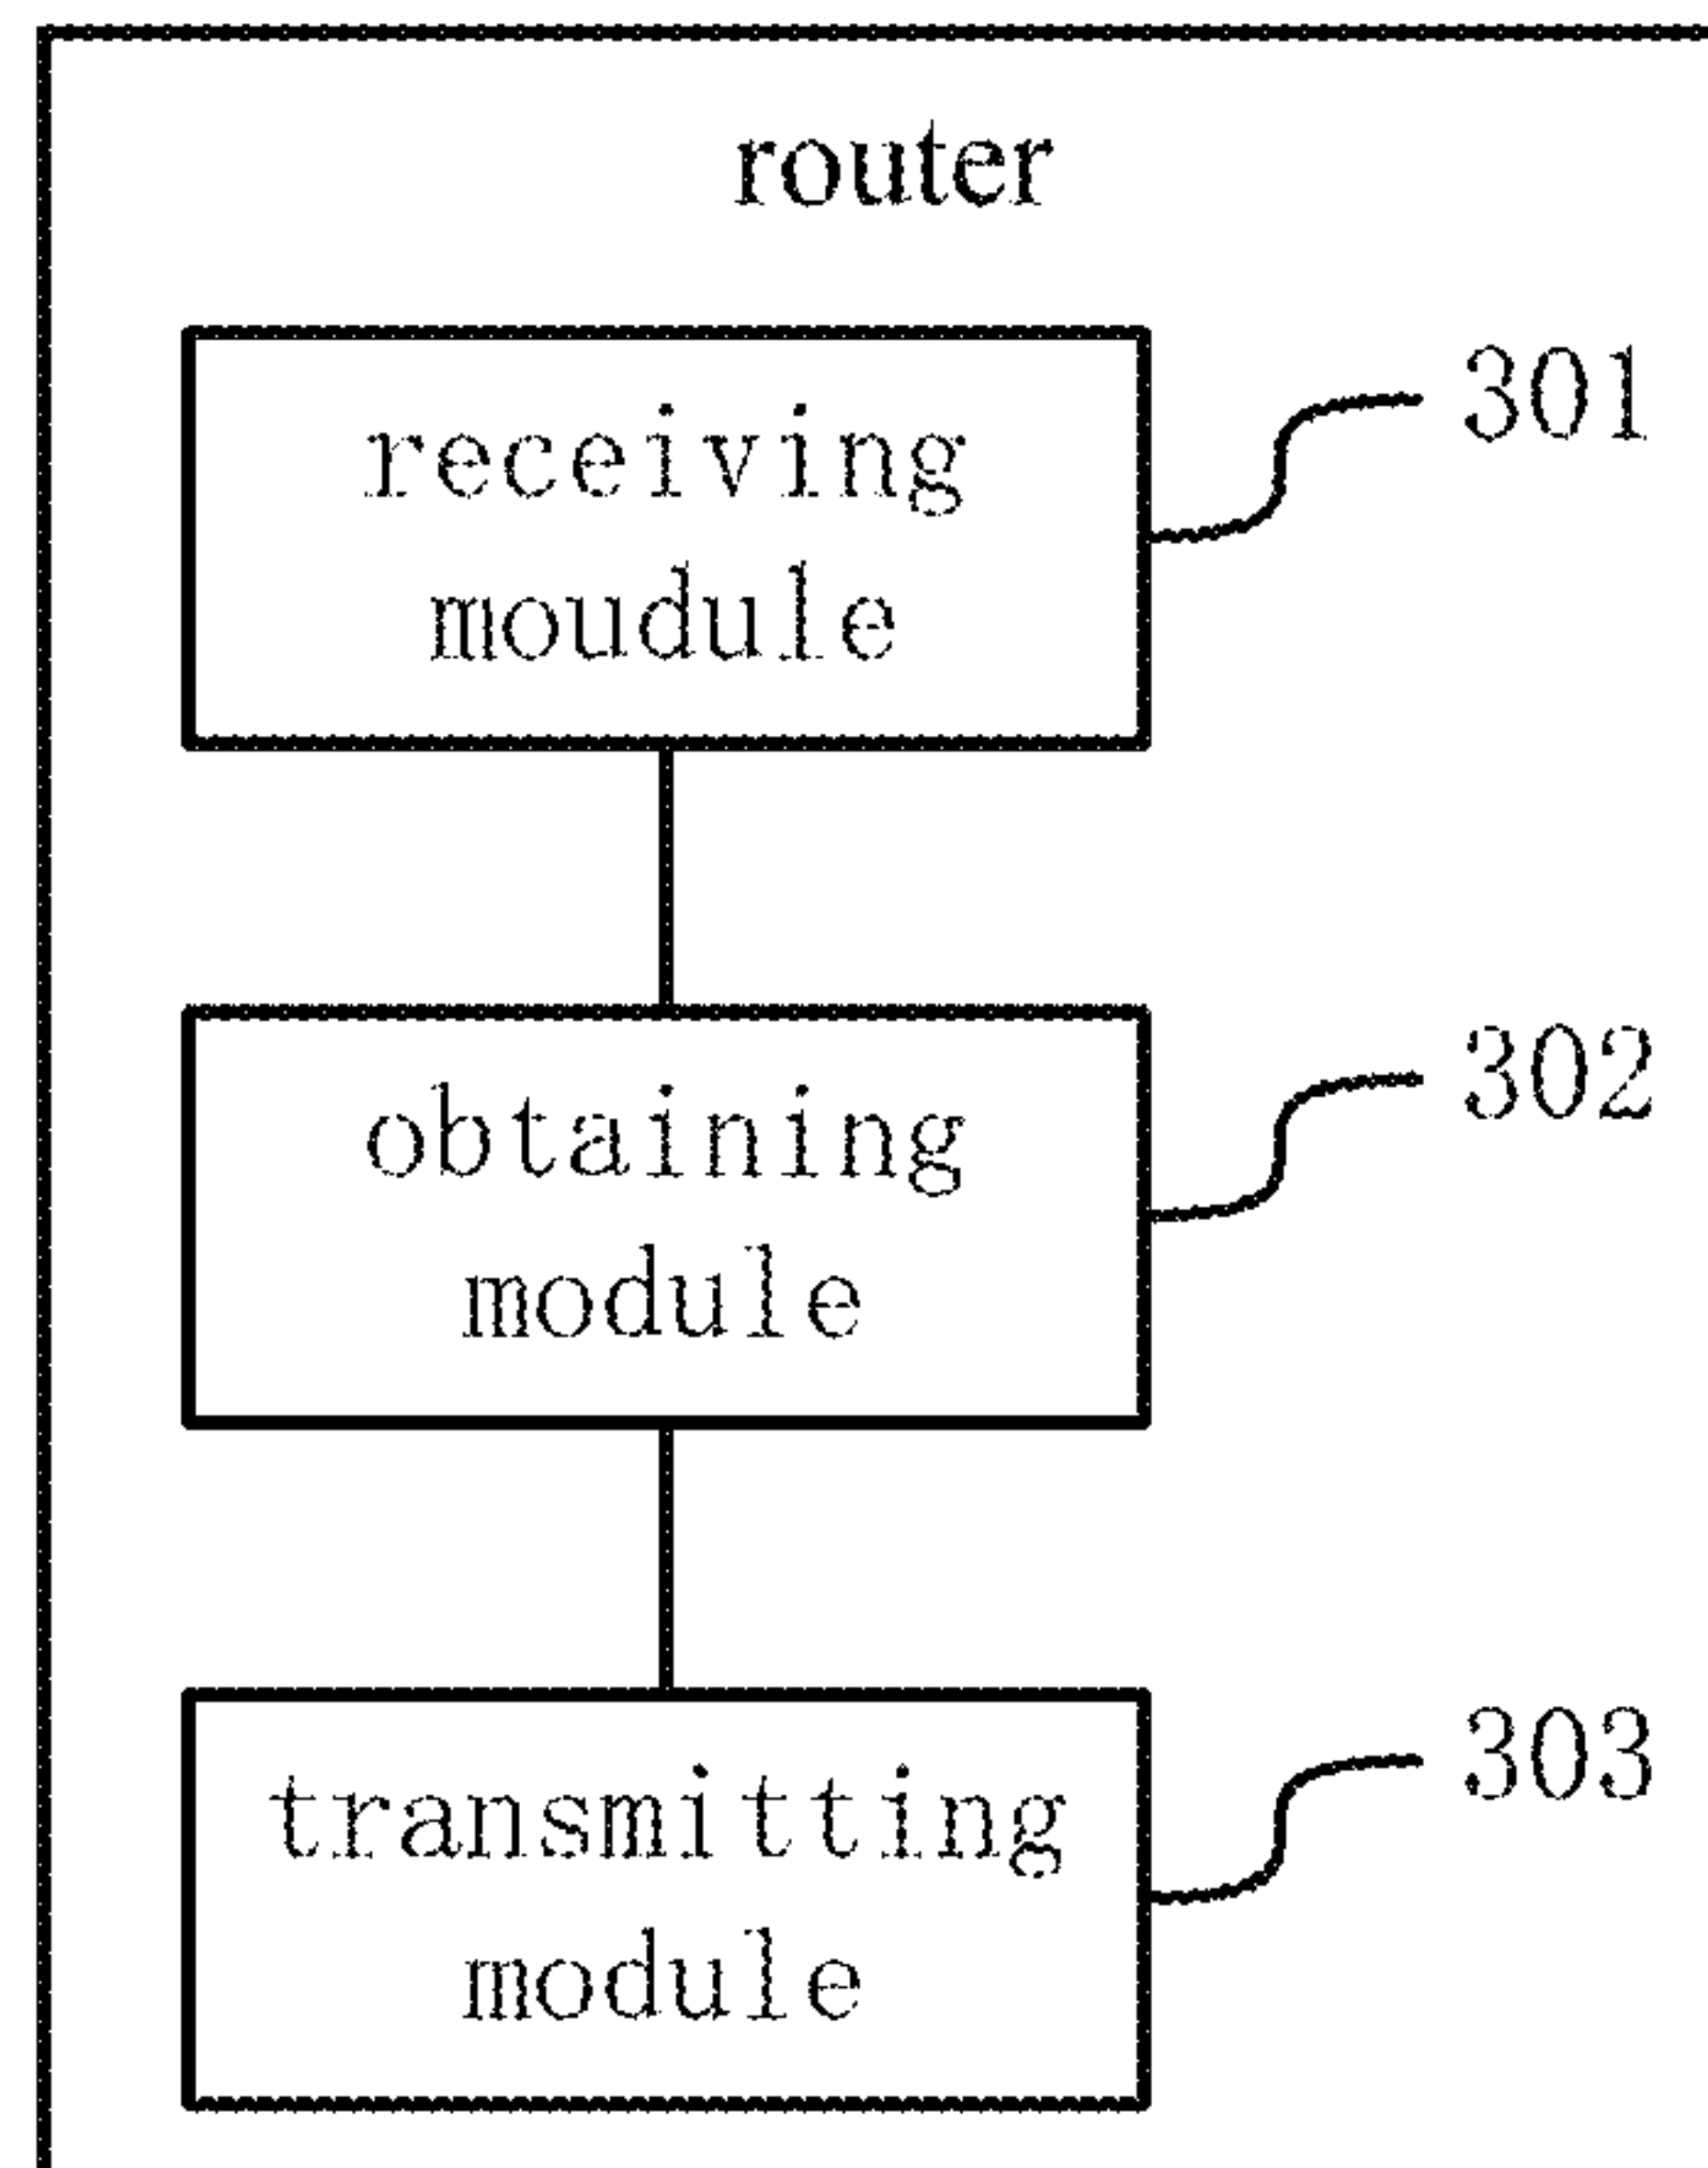 router
receiving
moudule
301
obtaining
module
302
transmitting
module
303